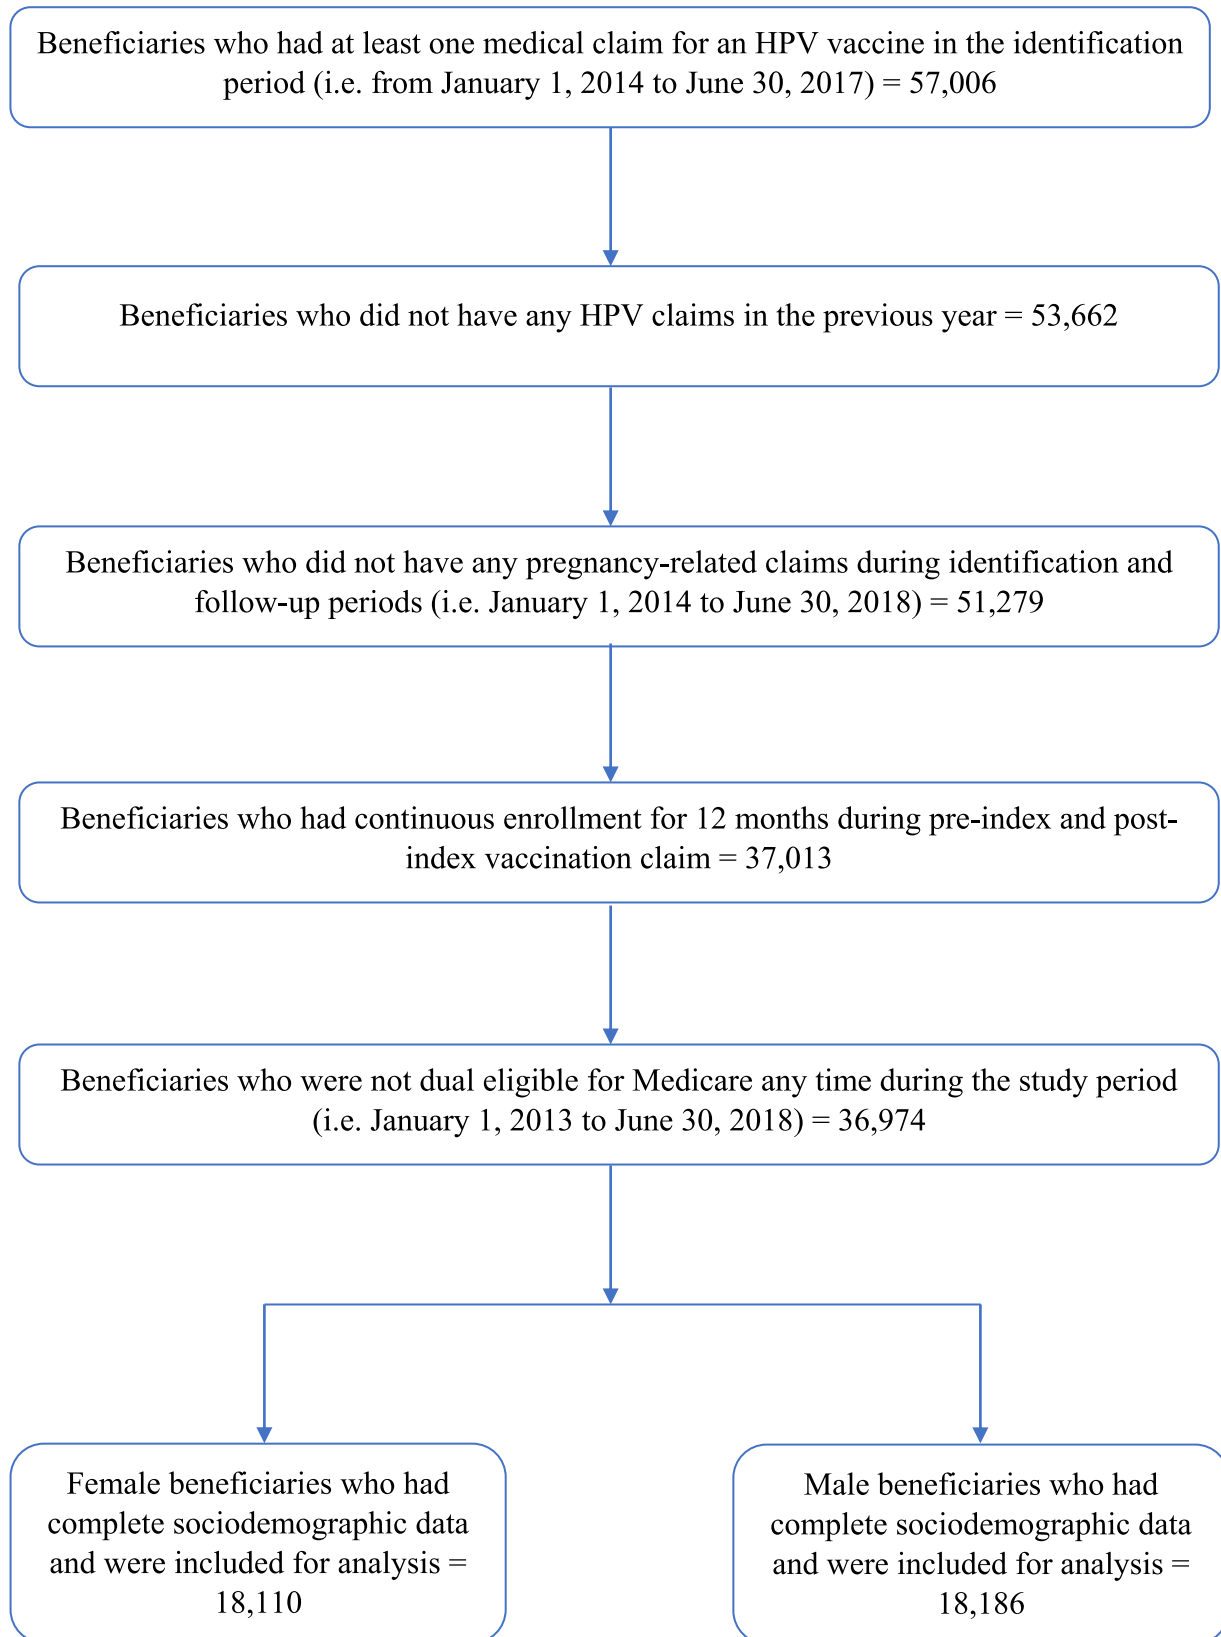 Beneficiaries who had at least one medical claim for an HPV vaccine in the identification
period (i.e. from January 1, 2014 to June 30, 2017) = 57,006
Beneficiaries who did not have any HPV claims in the previous year = 53,662
Beneficiaries who did not have any pregnancy-related claims during identification and
follow-up periods (i.e. January 1, 2014 to June 30, 2018) = 51,279
Beneficiaries who had continuous enrollment for 12 months during pre-index and post-
index vaccination claim = 37,013
Beneficiaries who were not dual eligible for Medicare any time during the study period
(i.e. January 1, 2013 to June 30, 2018) = 36,974
Female beneficiaries who had
complete sociodemographic data
and were included for analysis =
18,110
Male beneficiaries who had
complete sociodemographic data
and were included for analysis =
18,186